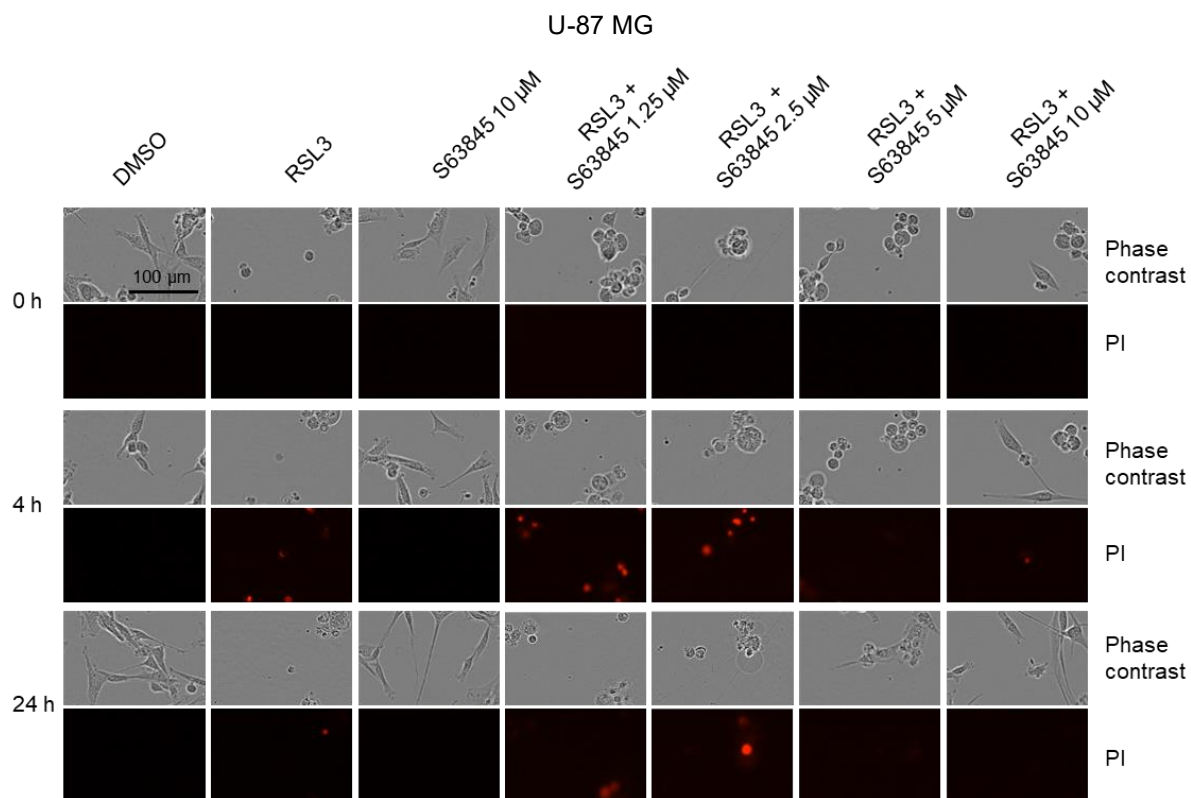 U-87 MG
DMSO
RSL3
S63845 10 µM
RSL3 +
S63845 1.25 µM
RSL3 +
S63845 2.5 µM
RSL3 +
S63845 5 µM
RSL3 +
S63845 10 µM
100 µm
0 h
Phase
contrast
PI
4 h
Phase
contrast
PI
24 h
Phase
contrast
PI